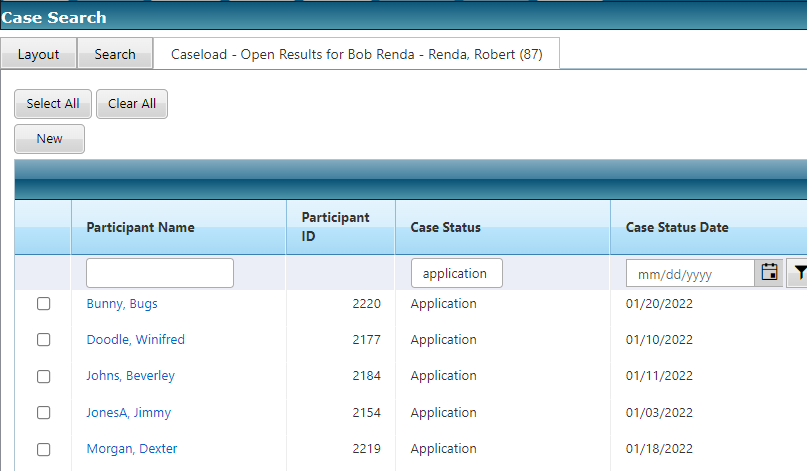 Case Search
Layout Search Caseload - Open Results for Bob Renda - Renda, Robert (87)
Select All Clear All
New
Participant Name Participant ID Case Status Case Status Date
application mm/dd/yyyy
Bunny, Bugs 2220 Application 01/20/2022
Doodle, Winifred 2177 Application 01/10/2022
Johns, Beverley 2184 Application 01/11/2022
JonesA, Jimmy 2154 Application 01/03/2022
Morgan, Dexter 2219 Application 01/18/2022